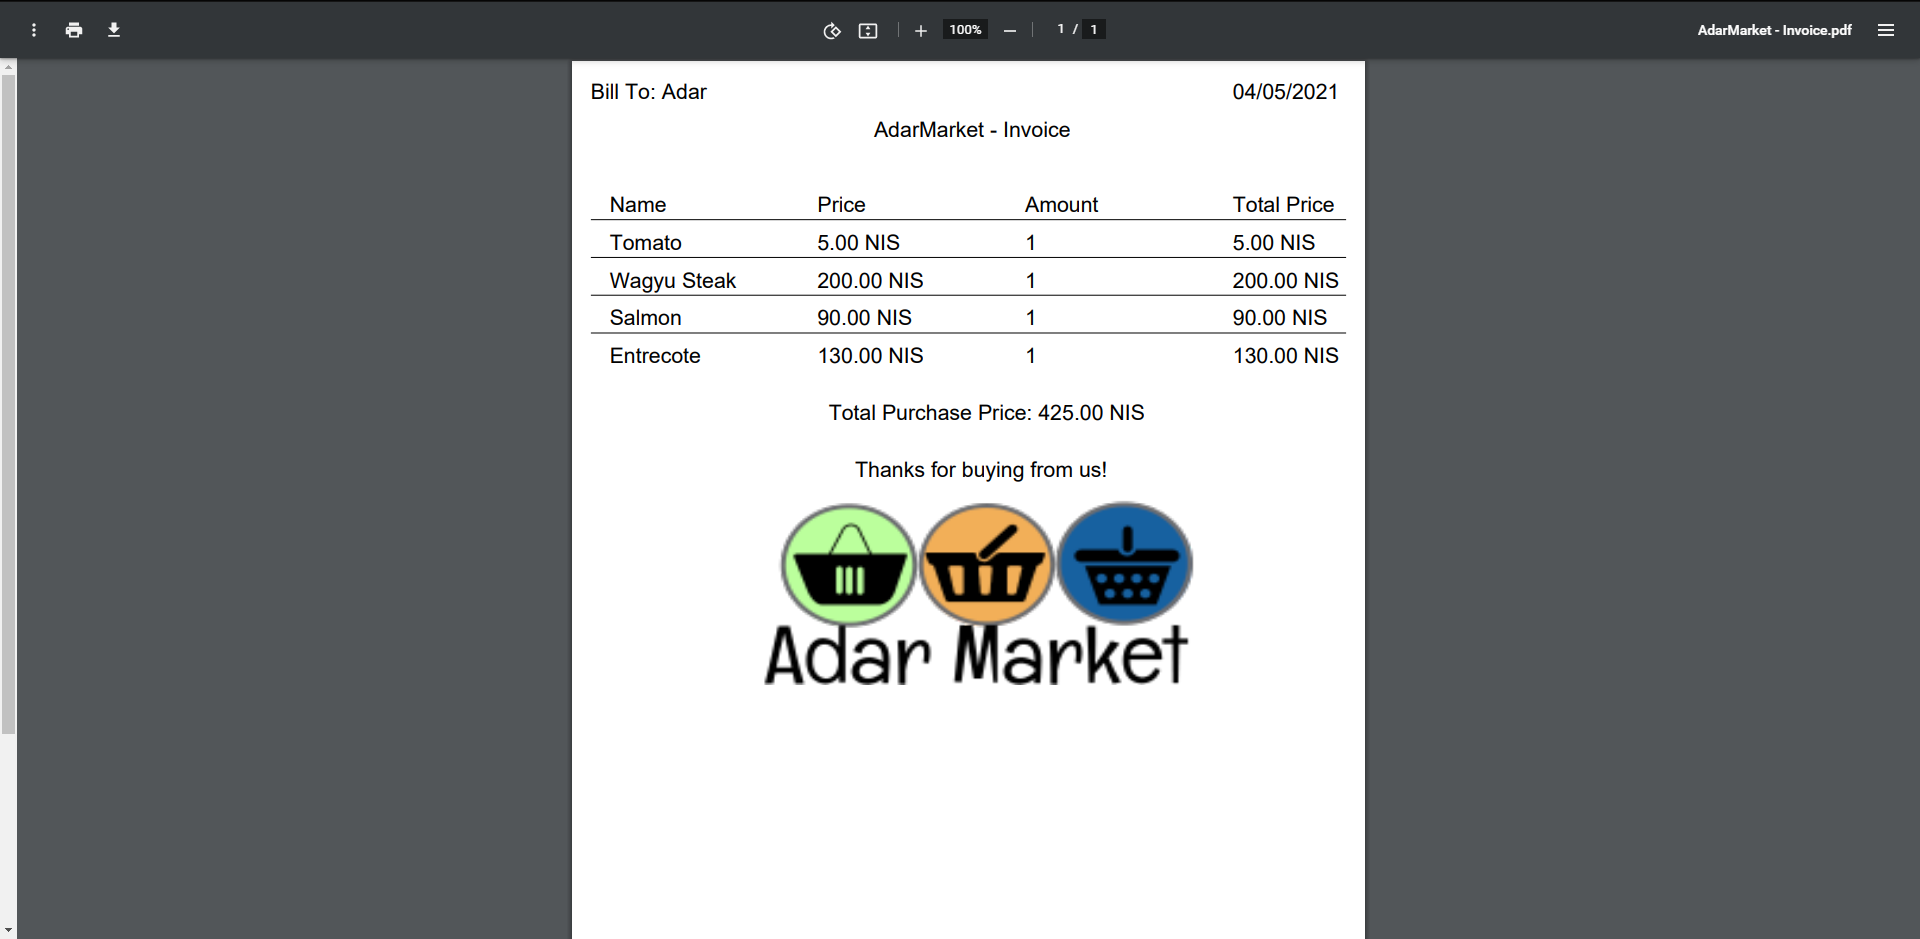 100% 1 / 1 AdarMarket - Invoice.pdf
Bill To: Adar 04/05/2021
AdarMarket - Invoice
Name Price Amount Total Price
Tomato 5.00 NIS 1 5.00 NIS
Wagyu Steak 200.00 NIS 1 200.00 NIS
Salmon 90.00 NIS 1 90.00 NIS
Entrecote 130.00 NIS 1 130.00 NIS
Total Purchase Price: 425.00 NIS
Thanks for buying from us!
Adar Market